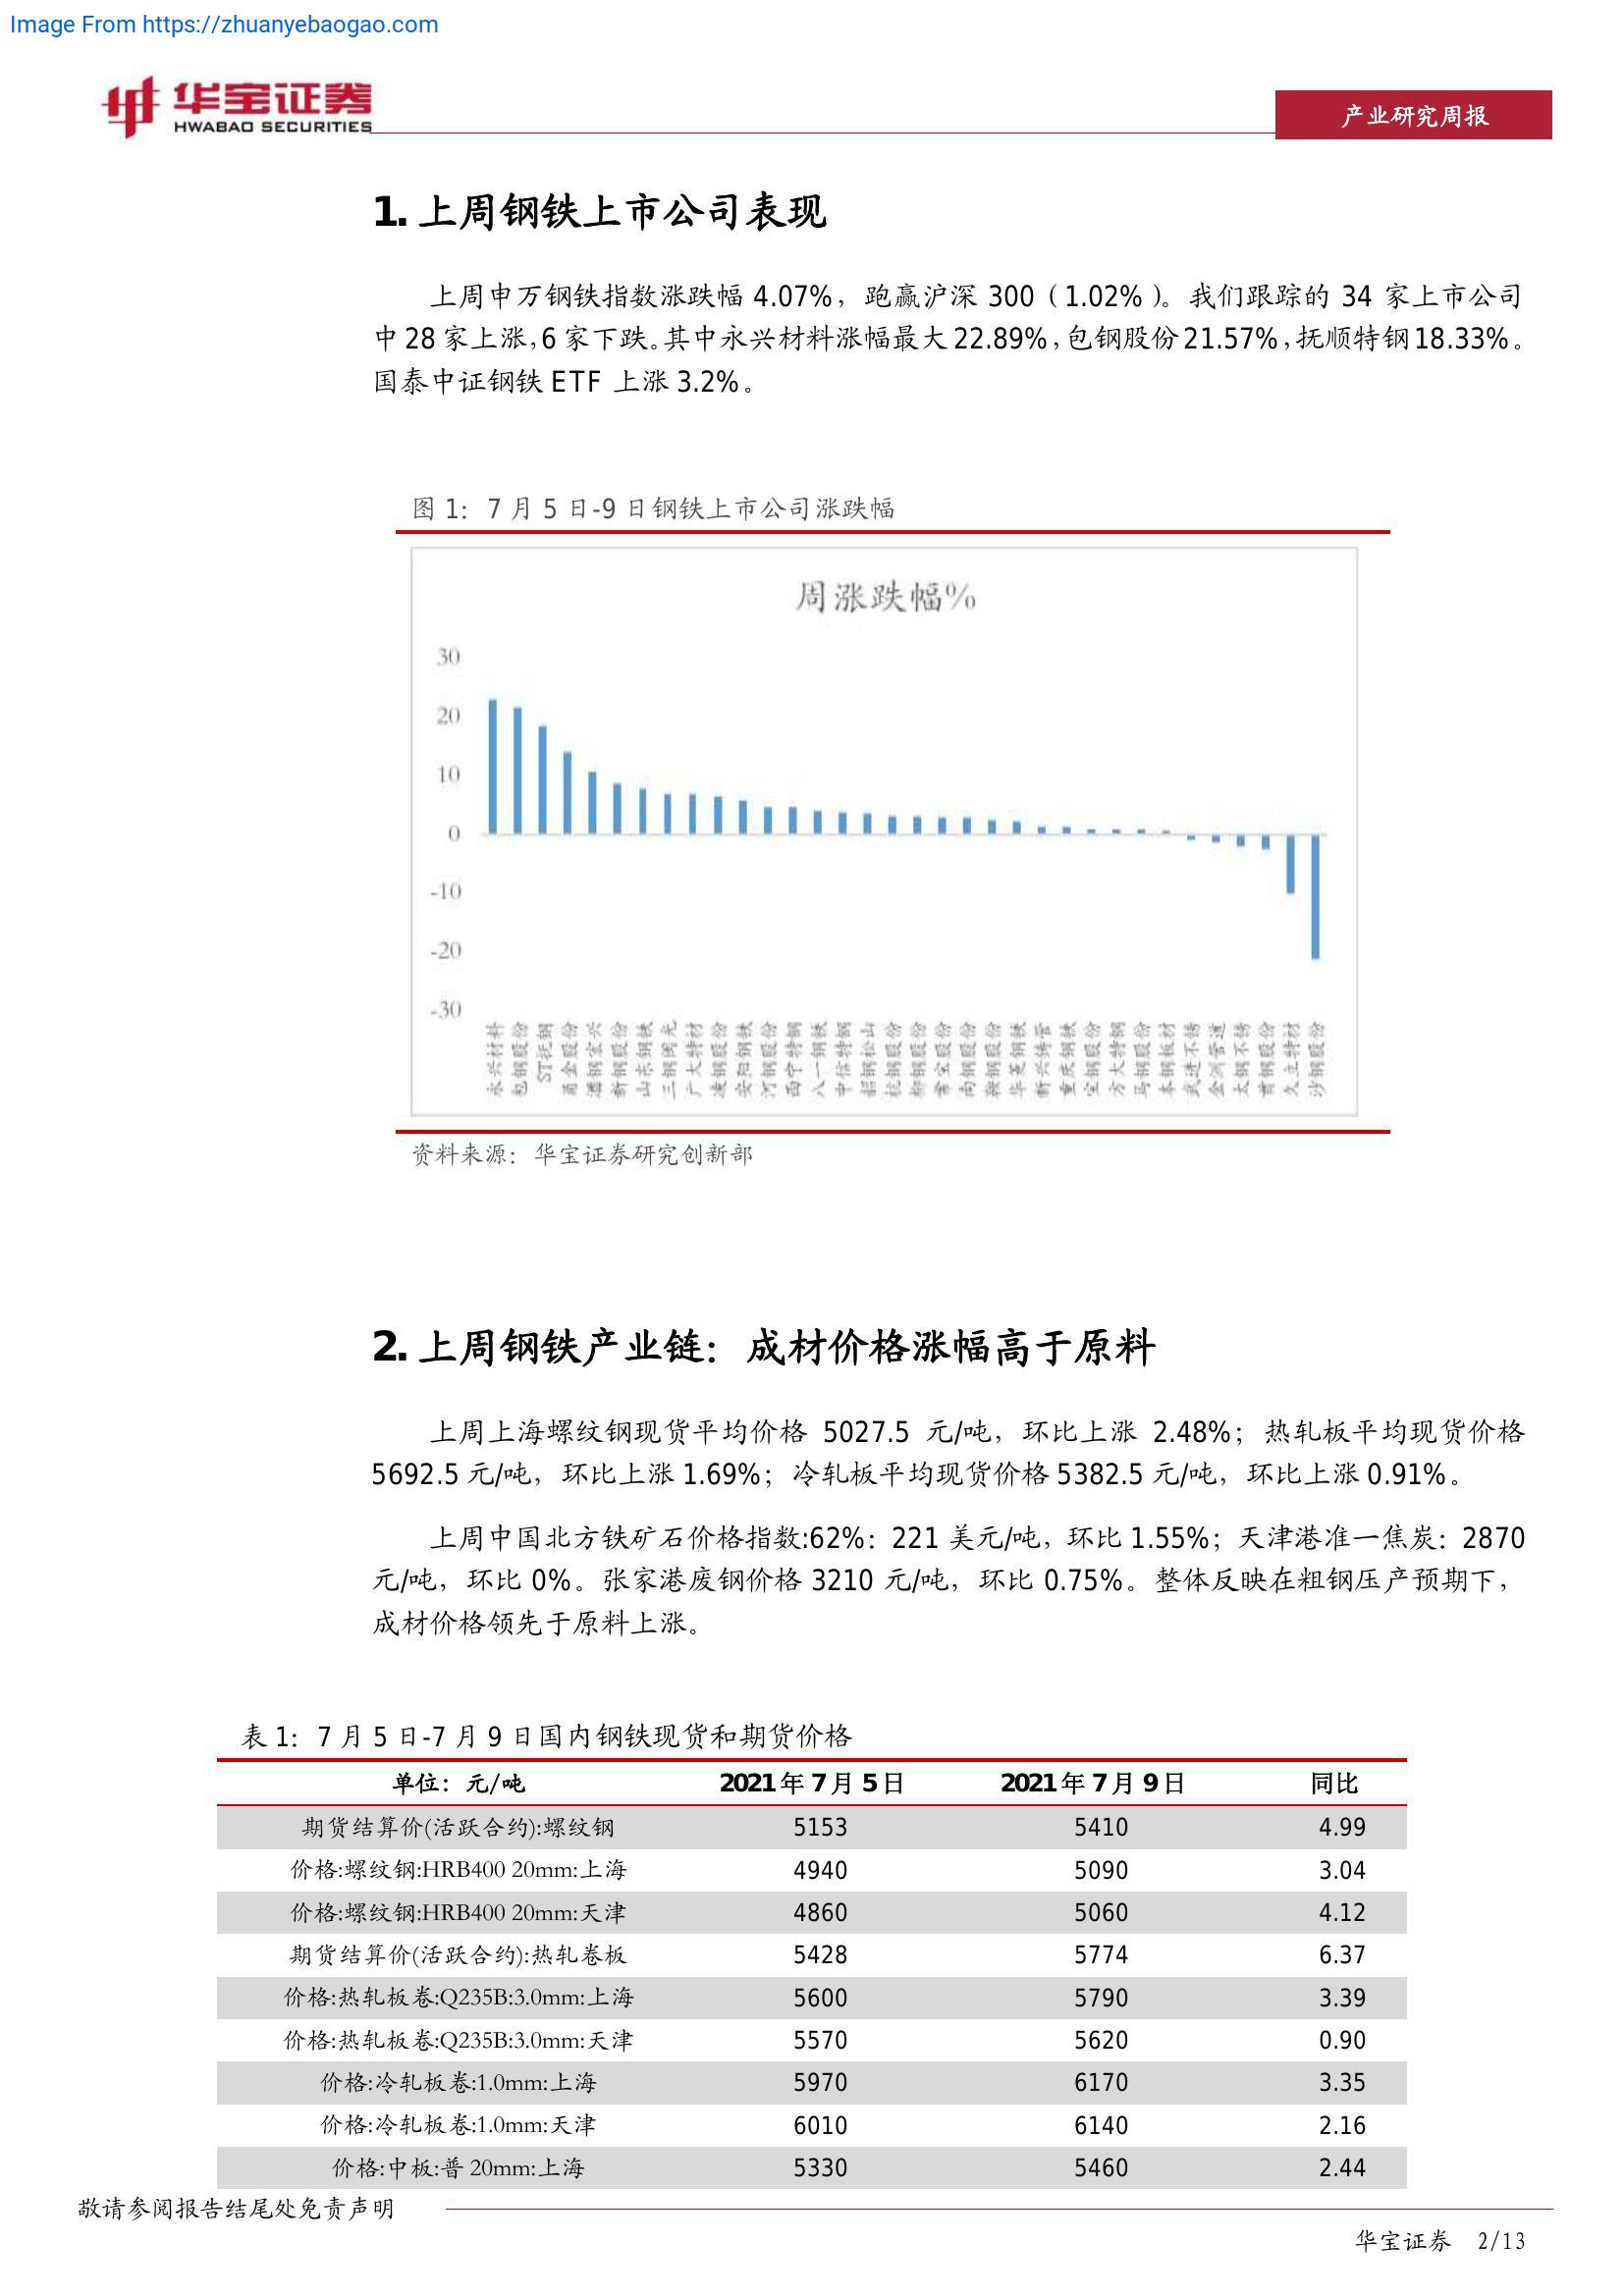 Image From https://zhuanyebaogao.com
华宝证券
HWABAO SECURITIES
产业研究周报
1. 上周钢铁上市公司表现
上周申万钢铁指数涨跌幅 4.07%，跑赢沪深 300（1.02%）。我们跟踪的 34 家上市公司
中 28 家上涨,6 家下跌。其中永兴材料涨幅最大 22.89%,包钢股份 21.57%,抚顺特钢 18.33%。
国泰中证钢铁 ETF 上涨 3.2%。
图 1：7 月 5 日-9 日钢铁上市公司涨跌幅
周涨跌幅%
30
20
10
0
-10
-20
-30
永兴材料
包钢股份
ST抚钢
甬金股份
新钢股份
山东钢铁
三钢闽光
广大特材
凌钢股份
安阳钢铁
河钢股份
西宁特钢
八一钢铁
中信特钢
韶钢松山
杭钢股份
柳钢股份
常宝股份
鞍钢股份
华菱钢铁
新兴铸管
重庆钢铁
宝钢股份
方大特钢
马钢股份
本钢板材
武进不锈
金洲管道
太钢不锈
首钢股份
久立特材
沙钢股份
资料来源：华宝证券研究创新部
2. 上周钢铁产业链：成材价格涨幅高于原料
上周上海螺纹钢现货平均价格 5027.5 元/吨，环比上涨 2.48%；热轧板平均现货价格
5692.5 元/吨，环比上涨 1.69%；冷轧板平均现货价格 5382.5 元/吨，环比上涨 0.91%。
上周中国北方铁矿石价格指数:62%：221 美元/吨，环比 1.55%；天津港准一焦炭：2870
元/吨，环比 0%。张家港废钢价格 3210 元/吨，环比 0.75%。整体反映在粗钢压产预期下，
成材价格领先于原料上涨。
表 1：7 月 5 日-7 月 9 日国内钢铁现货和期货价格
单位：元/吨 2021 年 7 月 5 日 2021 年 7 月 9 日 同比
期货结算价(活跃合约):螺纹钢 5153 5410 4.99
价格:螺纹钢:HRB400 20mm:上海 4940 5090 3.04
价格:螺纹钢:HRB400 20mm:天津 4860 5060 4.12
期货结算价(活跃合约):热轧卷板 5428 5774 6.37
价格:热轧板卷:Q235B:3.0mm:上海 5600 5790 3.39
价格:热轧板卷:Q235B:3.0mm:天津 5570 5620 0.90
价格:冷轧板卷:1.0mm:上海 5970 6170 3.35
价格:冷轧板卷:1.0mm:天津 6010 6140 2.16
价格:中板:普 20mm:上海 5330 5460 2.44
敬请参阅报告结尾处免责声明
华宝证券 2/13